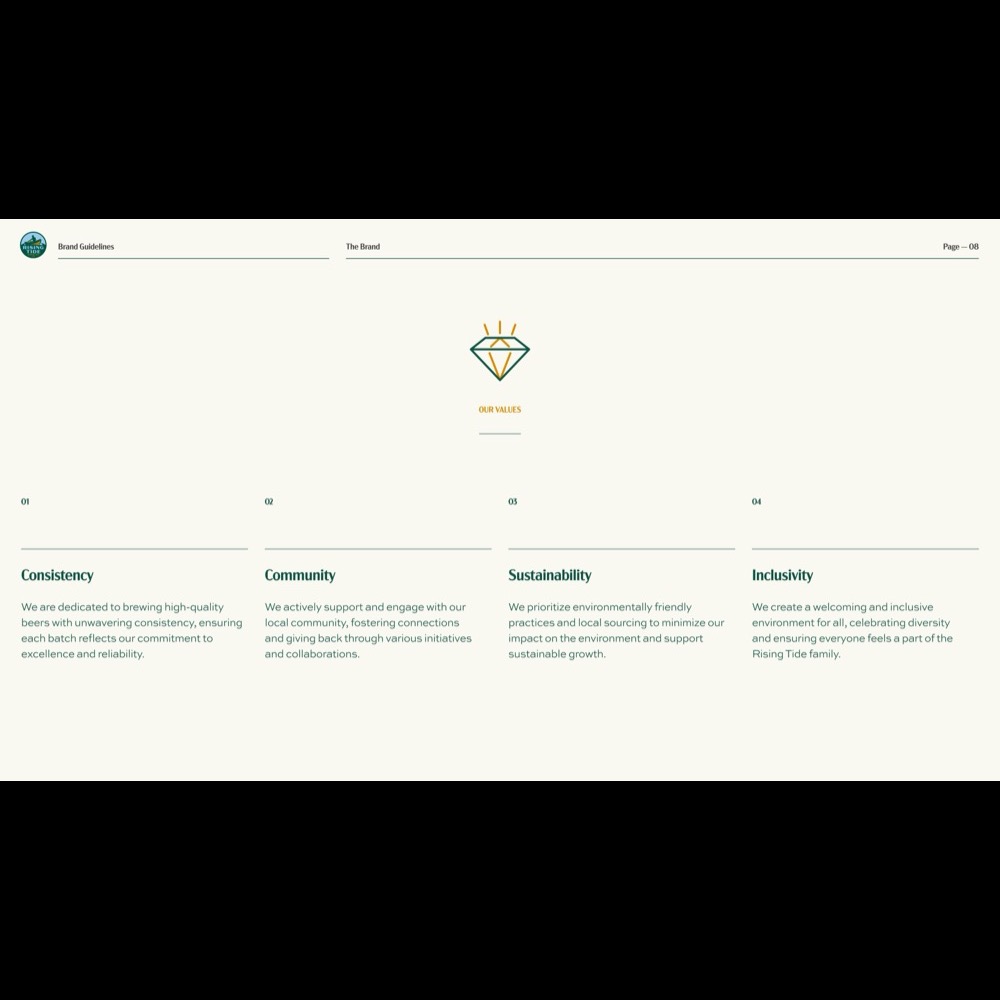 RISING
TIDE
Brand Guidelines
The Brand
Page — 08
OUR VALUES
01
02
03
04
Consistency
We are dedicated to brewing high-quality
beers with unwavering consistency, ensuring
each batch reflects our commitment to
excellence and reliability.
Community
We actively support and engage with our
local community, fostering connections
and giving back through various initiatives
and collaborations.
Sustainability
We prioritize environmentally friendly
practices and local sourcing to minimize our
impact on the environment and support
sustainable growth.
Inclusivity
We create a welcoming and inclusive
environment for all, celebrating diversity
and ensuring everyone feels a part of the
Rising Tide family.